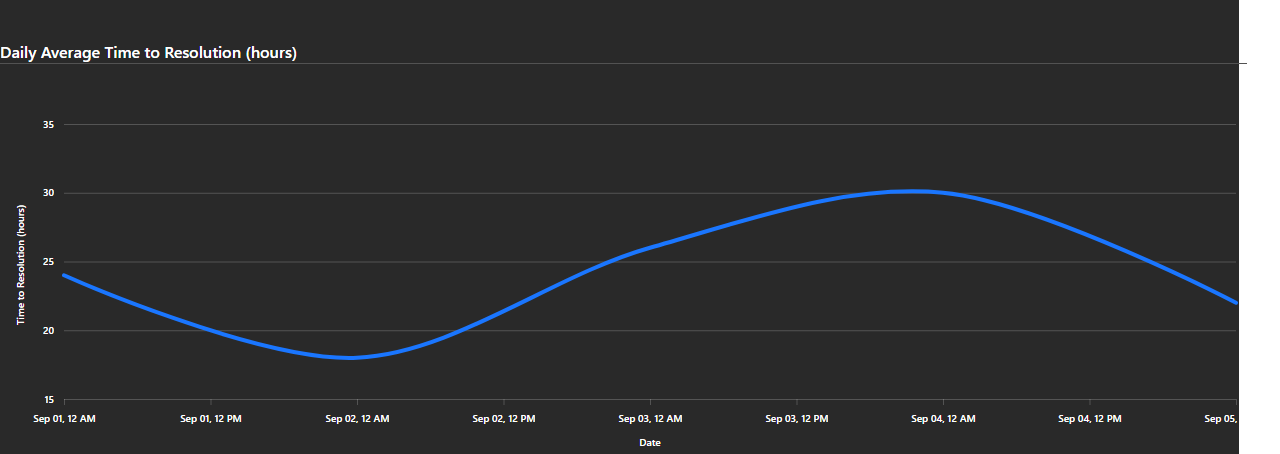 Daily Average Time to Resolution (hours)
35
30
25
20
15
Time to Resolution (hours)
Sep 01, 12 AM
Sep 01, 12 PM
Sep 02, 12 AM
Sep 02, 12 PM
Sep 03, 12 AM
Sep 03, 12 PM
Sep 04, 12 AM
Sep 04, 12 PM
Sep 05,
Date